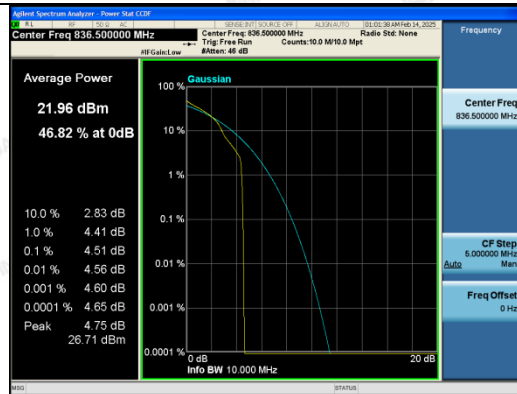 Agilent Spectrum Analyzer - Power Stat CCDF
RL RF 50 Ω AC SENSE:INT SOURCE OFF ALIGN AUTO 01:01:38 AM Feb 14, 2025
Center Freq 836.500000 MHz
Center Freq: 836.500000 MHz Radio Std: None
Trig: Free Run Counts:10.0 M/10.0 Mpt
#IFGain:Low #Atten: 46 dB
Frequency
Average Power
21.96 dBm
46.82 % at 0dB
10.0 % 2.83 dB
1.0 % 4.41 dB
0.1 % 4.51 dB
0.01 % 4.56 dB
0.001 % 4.60 dB
0.0001 % 4.65 dB
Peak 4.75 dB
26.71 dBm
Gaussian
100 %
10 %
1 %
0.1 %
0.01 %
0.001 %
0.0001 %
0 dB 20 dB
Info BW 10.000 MHz
Center Freq
836.500000 MHz
CF Step
5.000000 MHz
Auto Man
Freq Offset
0 Hz
MSG STATUS